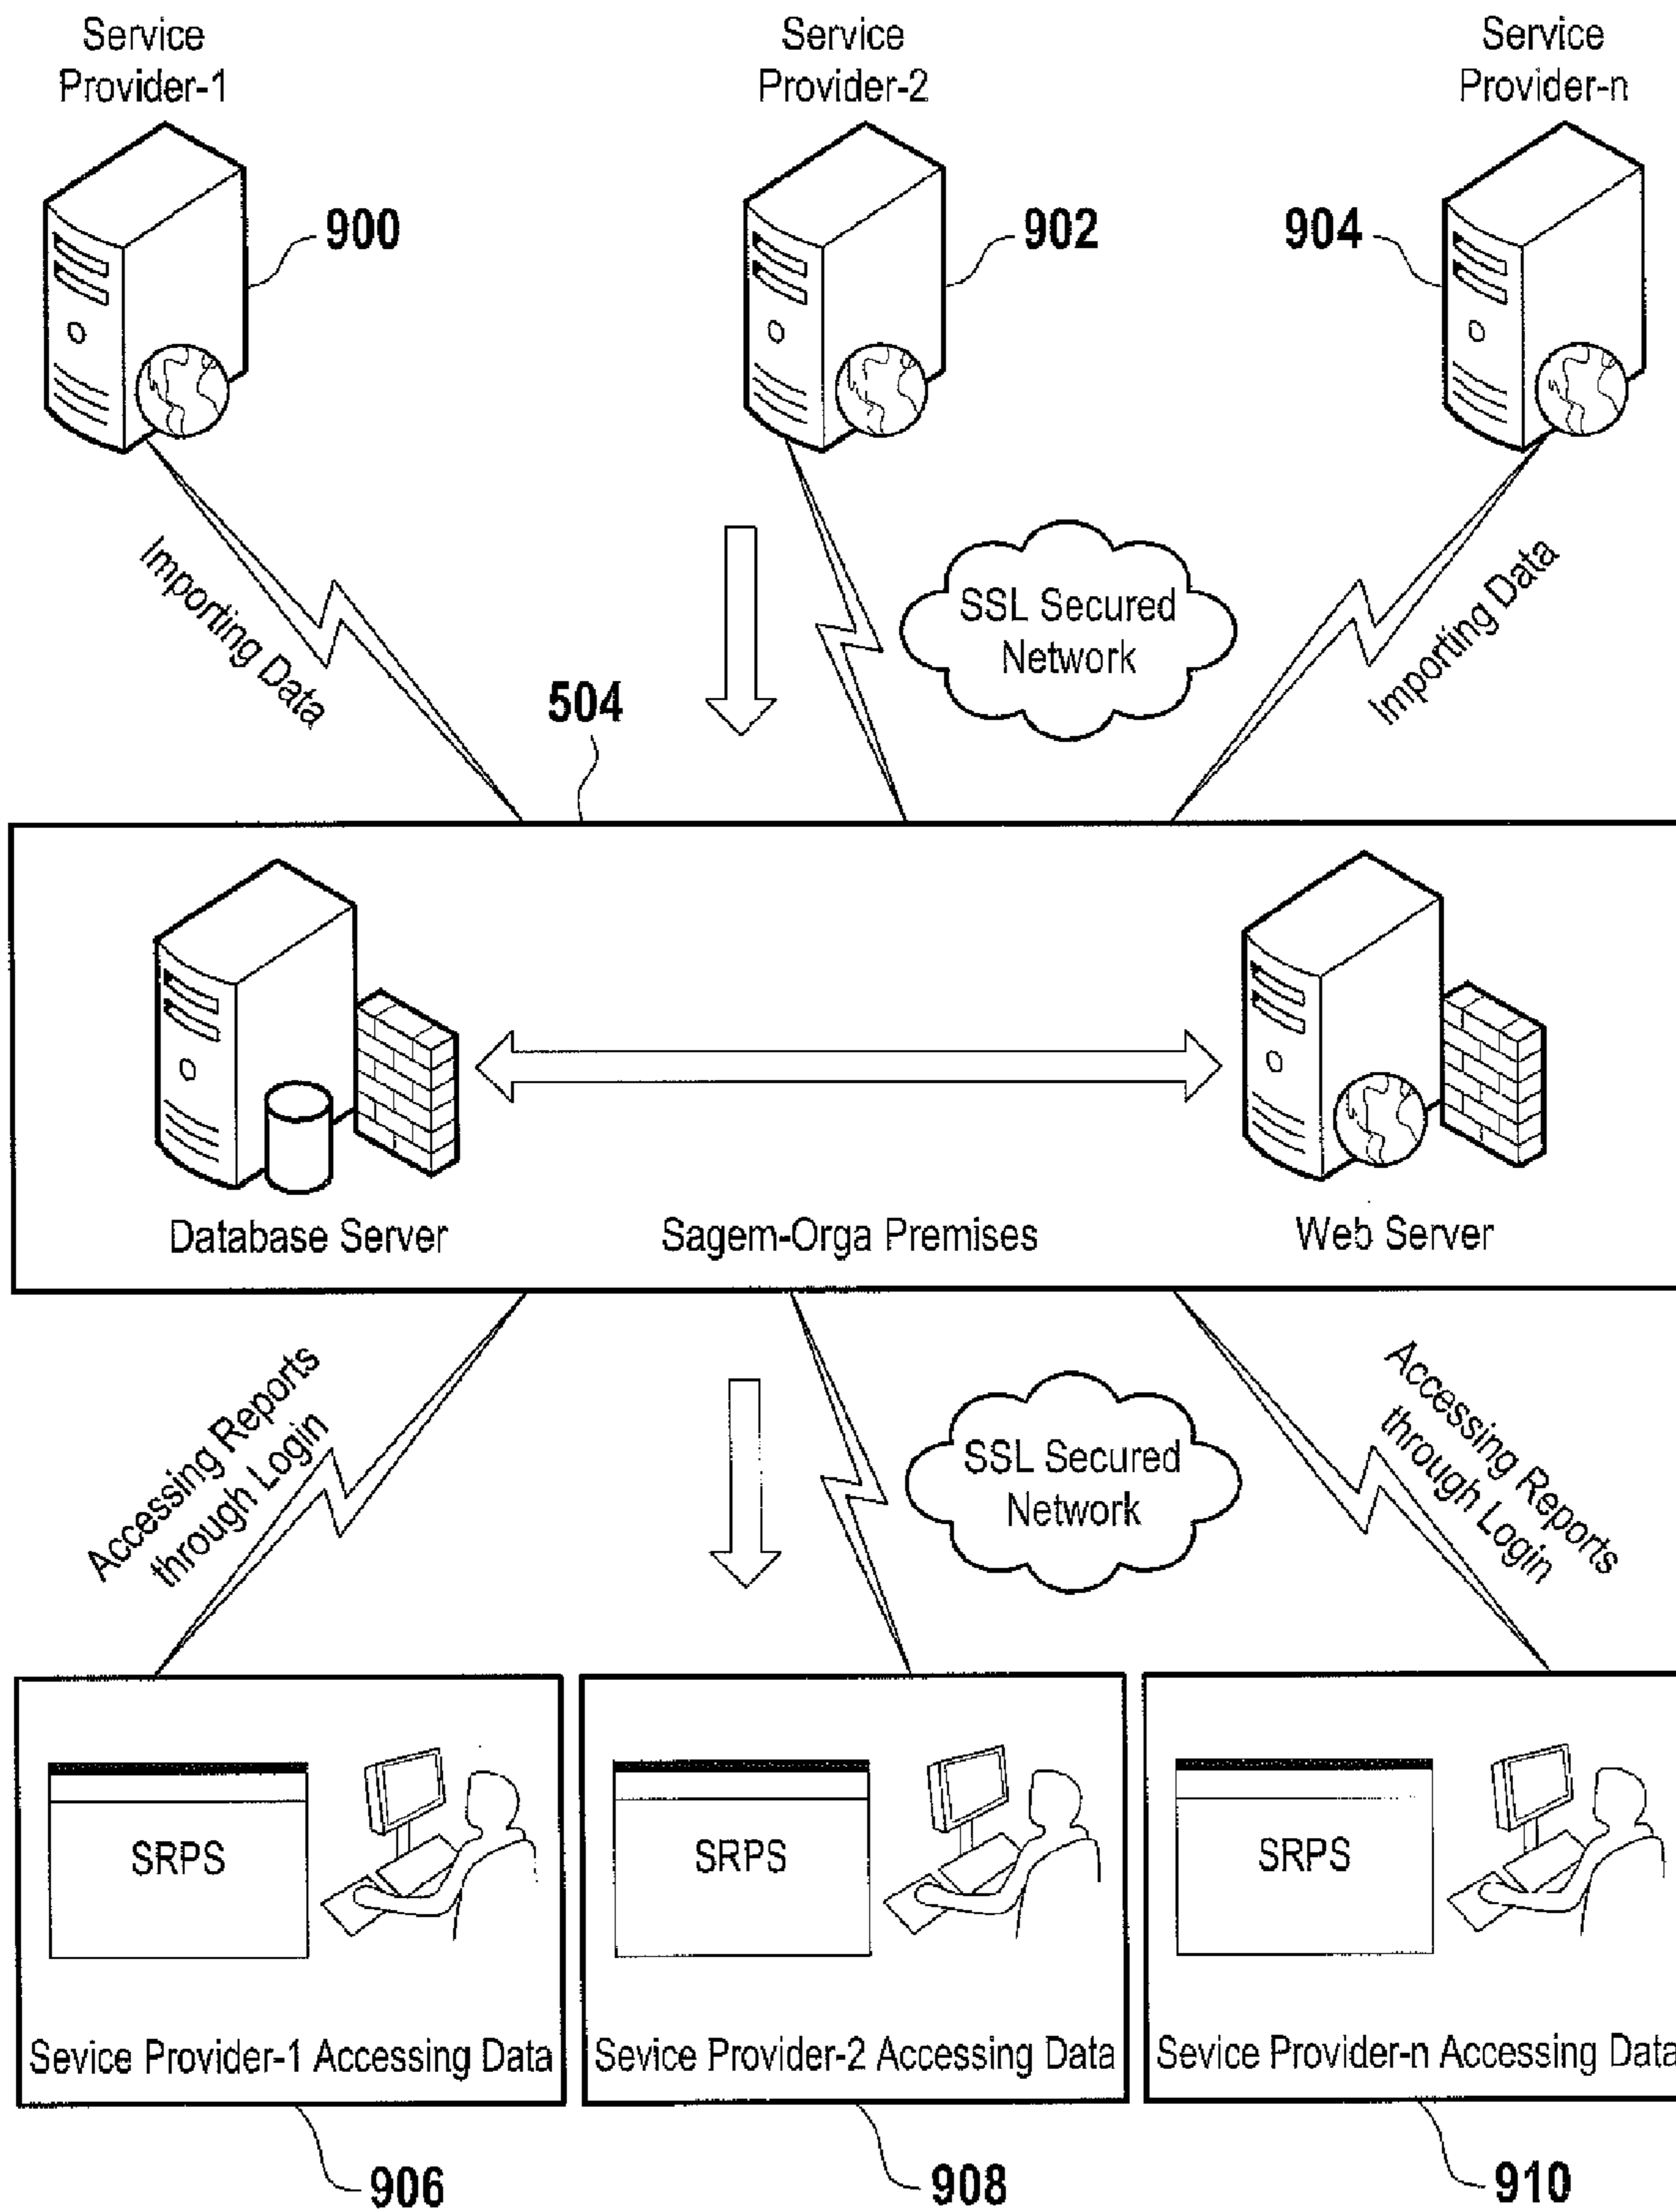 Service
Provider-1
Service
Provider-2
Service
Provider-n
900
902
904
Importing Data
SSL Secured
Network
Importing Data
504
Database Server
Sagem-Orga Premises
Web Server
Accessing Reports
through Login
SSL Secured
Network
Accessing Reports
through Login
SRPS
SRPS
SRPS
Sevice Provider-1 Accessing Data
Sevice Provider-2 Accessing Data
Sevice Provider-n Accessing Data
906
908
910